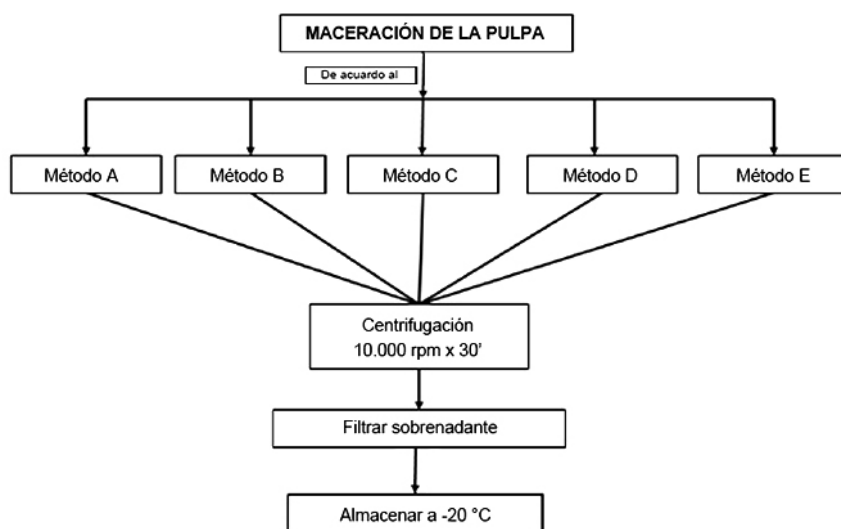 MACERACIÓN DE LA PULPA
De acuardo al
Método A
Método B
Método C
Método D
Método E
Centrifugación
10.000 rpm x 30'
Filtrar sobrenadante
Almacenar a -20 °C